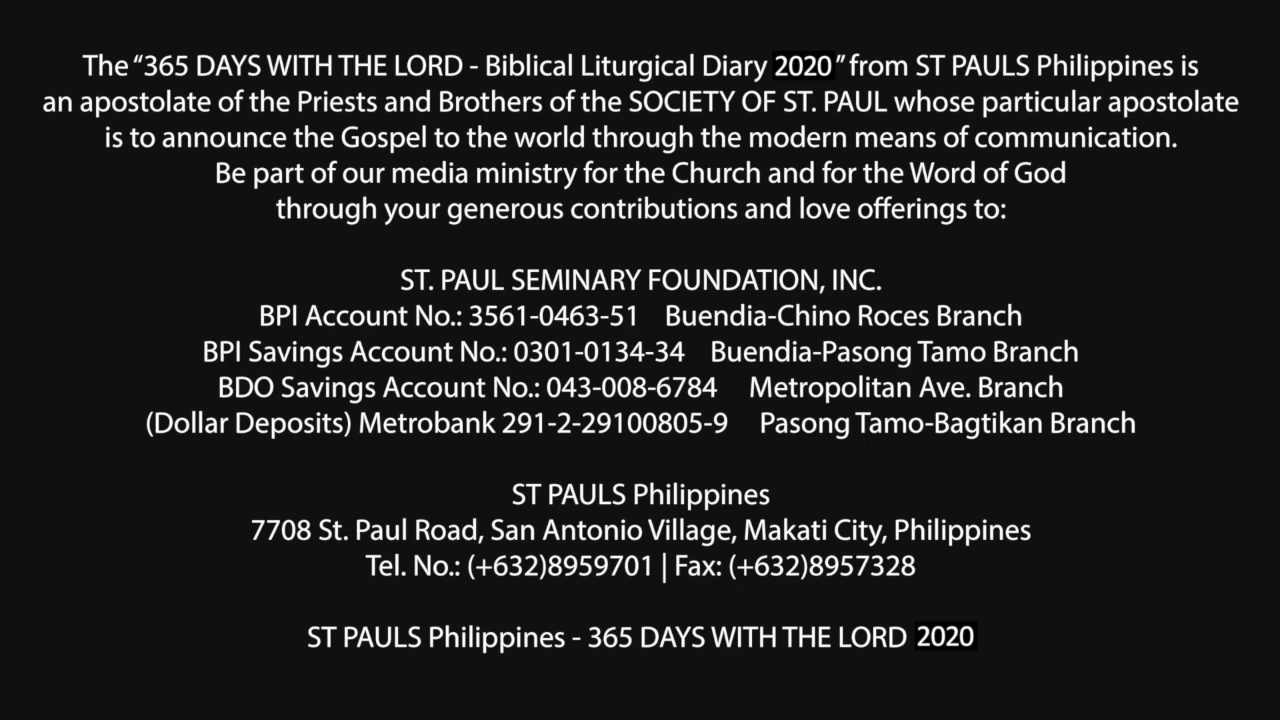 The “365 DAYS WITH THE LORD - Biblical Liturgical Diary 2020” from ST PAULS Philippines is
an apostolate of the Priests and Brothers of the SOCIETY OF ST. PAUL whose particular apostolate
is to announce the Gospel to the world through the modern means of communication.
Be part of our media ministry for the Church and for the Word of God
through your generous contributions and love offerings to:
ST. PAUL SEMINARY FOUNDATION, INC.
BPI Account No.: 3561-0463-51 Buendia-Chino Roces Branch
BPI Savings Account No.: 0301-0134-34 Buendia-Pasong Tamo Branch
BDO Savings Account No.: 043-008-6784 Metropolitan Ave. Branch
(Dollar Deposits) Metrobank 291-2-29100805-9 Pasong Tamo-Bagtikan Branch
ST PAULS Philippines
7708 St. Paul Road, San Antonio Village, Makati City, Philippines
Tel. No.: (+632)8959701 | Fax: (+632)8957328
ST PAULS Philippines - 365 DAYS WITH THE LORD 2020